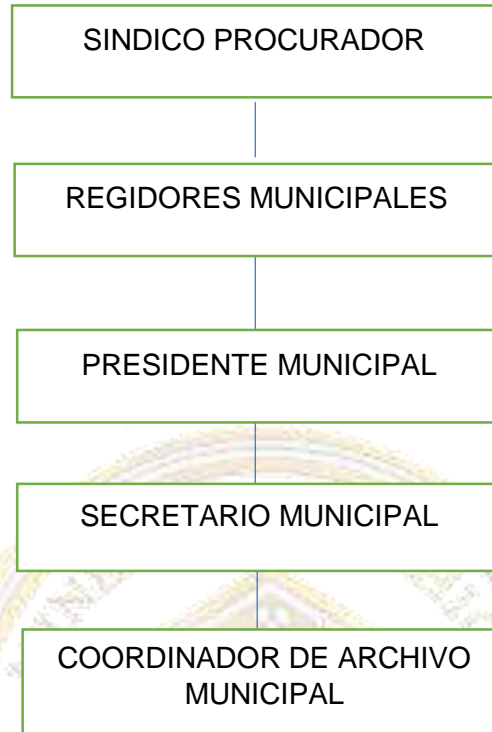 SINDICO PROCURADOR
REGIDORES MUNICIPALES
PRESIDENTE MUNICIPAL
SECRETARIO MUNICIPAL
COORDINADOR DE ARCHIVO
MUNICIPAL